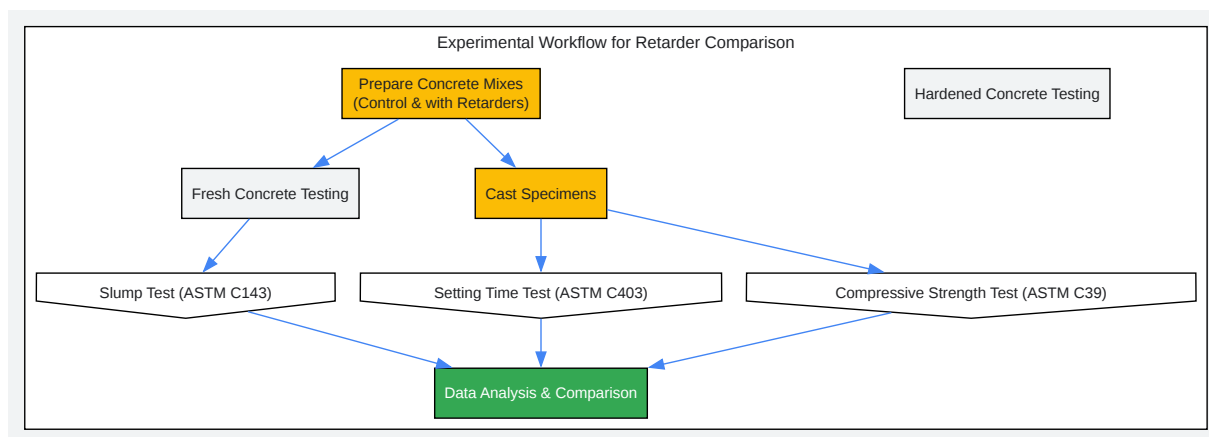 Experimental Workflow for Retarder Comparison
Prepare Concrete Mixes
(Control & with Retarders)
Hardened Concrete Testing
Fresh Concrete Testing
Cast Specimens
Slump Test (ASTM C143)
Setting Time Test (ASTM C403)
Compressive Strength Test (ASTM C39)
Data Analysis & Comparison